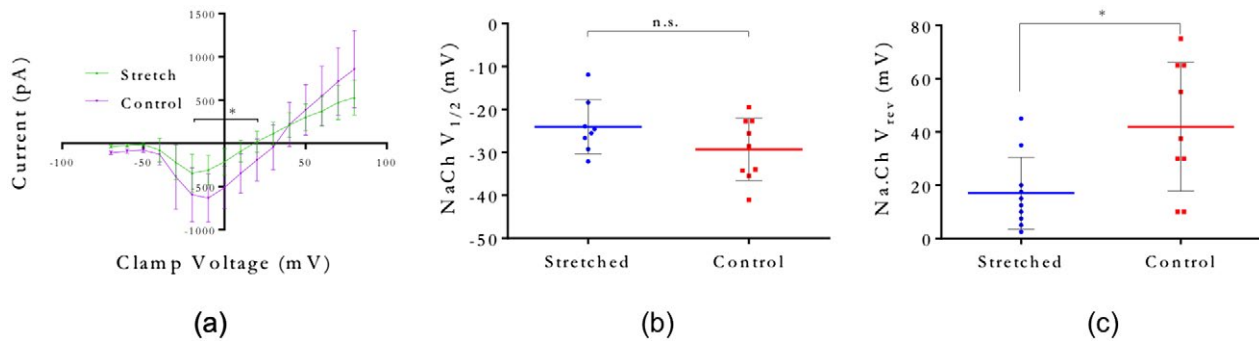 1500
1000
500
Stretch
Control
*
-100
-50
50
100
-500
-1000
Current (pA)
Clamp Voltage (mV)
(a)
n.s.
0
-10
-20
-30
-40
-50
NaCh V1/2 (mV)
Stretched Control
(b)
*
80
60
40
20
0
Na.Ch Vrev (mV)
Stretched Control
(c)